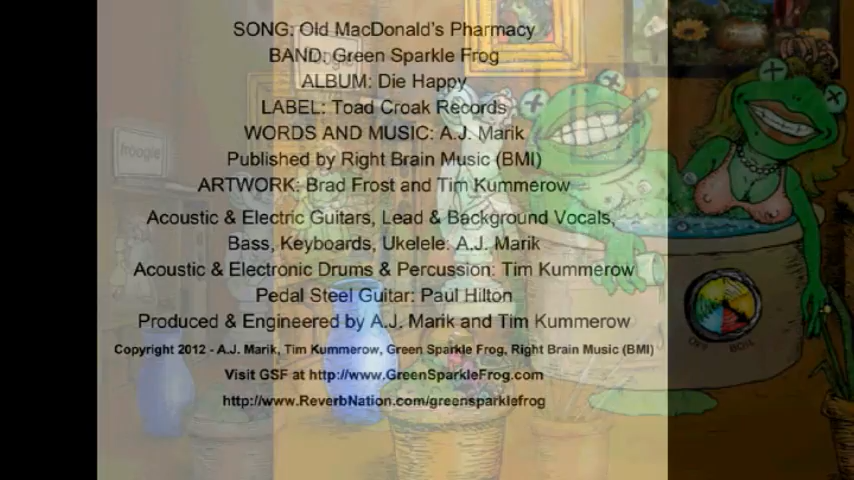 SONG: Old MacDonald's Pharmacy
BAND: Green Sparkle Frog
ALBUM: Die Happy
LABEL: Toad Croak Records
WORDS AND MUSIC: A.J. Marik
Published by Right Brain Music (BMI)
ARTWORK: Brad Frost and Tim Kummerow
Acoustic & Electric Guitars, Lead & Background Vocals,
Bass, Keyboards, Ukelele: A.J. Marik
Acoustic & Electronic Drums & Percussion: Tim Kummerow
Pedal Steel Guitar: Paul Hilton
Produced & Engineered by A.J. Marik and Tim Kummerow
Copyright 2012 - A.J. Marik, Tim Kummerow, Green Sparkle Frog, Right Brain Music (BMI)
Visit GSF at http://www.GreenSparkleFrog.com
http://www.ReverbNation.com/greensparklefrog
froogie
OFF BOIL